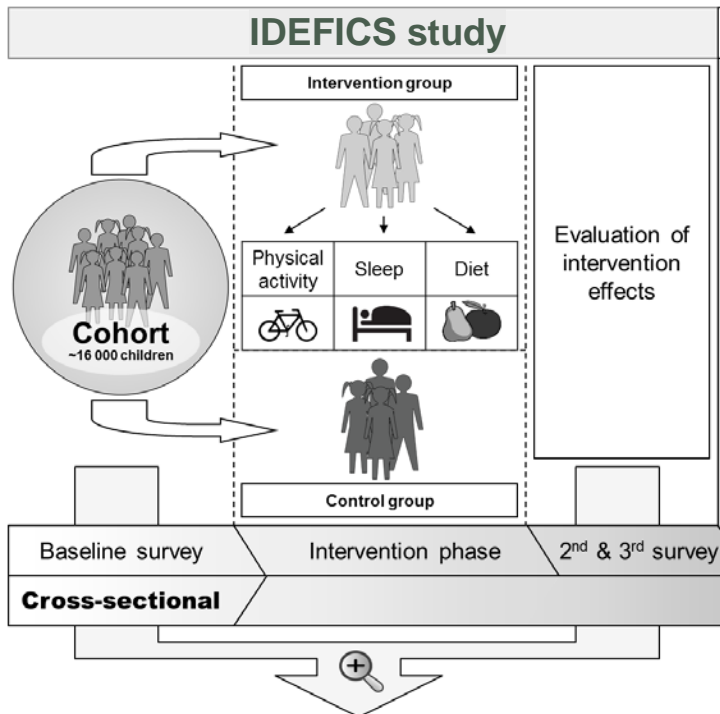 IDEFICS study
Intervention group
Physical
activity
Sleep
Diet
Cohort
~16 000 children
Evaluation of
intervention
effects
Control group
Baseline survey
Intervention phase
2nd & 3rd survey
Cross-sectional